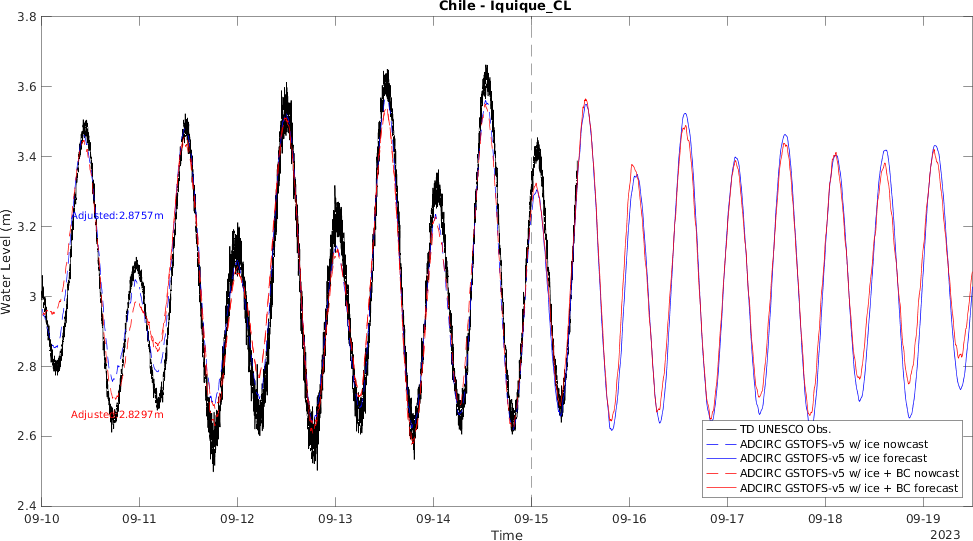 Chile - Iquique_CL
3.8
3.6
3.4
3.2
3
2.8
2.6
2.4
Water Level (m)
Adjusted:2.8757m
Adjusted:2.8297m
TD UNESCO Obs.
ADCIRC GSTOFS-v5 w/ ice nowcast
ADCIRC GSTOFS-v5 w/ ice forecast
ADCIRC GSTOFS-v5 w/ ice + BC nowcast
ADCIRC GSTOFS-v5 w/ ice + BC forecast
09-10 09-11 09-12 09-13 09-14 09-15 09-16 09-17 09-18 09-19
Time
2023